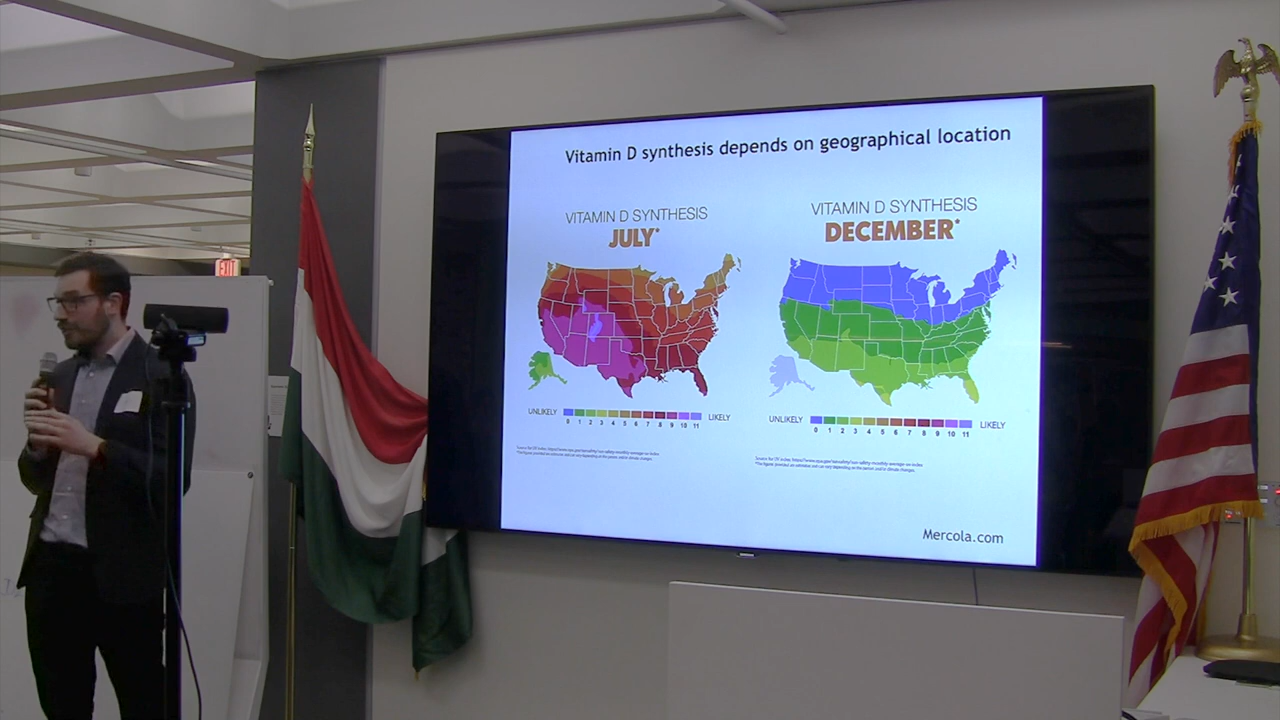 Vitamin D synthesis depends on geographical location
VITAMIN D SYNTHESIS
JULY*
VITAMIN D SYNTHESIS
DECEMBER*
UNLIKELY
0 1 2 3 4 5 6 7 8 9 10 11
LIKELY
UNLIKELY
0 1 2 3 4 5 6 7 8 9 10 11
LIKELY
Mercola.com
EXIT
SAMSUNG